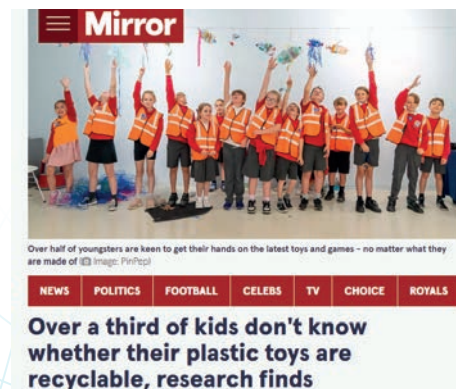 Mirror
Over half of youngsters are keen to get their hands on the latest toys and games - no matter what they
are made of (Image: PinPep)
NEWS POLITICS FOOTBALL CELEBS TV CHOICE ROYALS
Over a third of kids don't know
whether their plastic toys are
recyclable, research finds